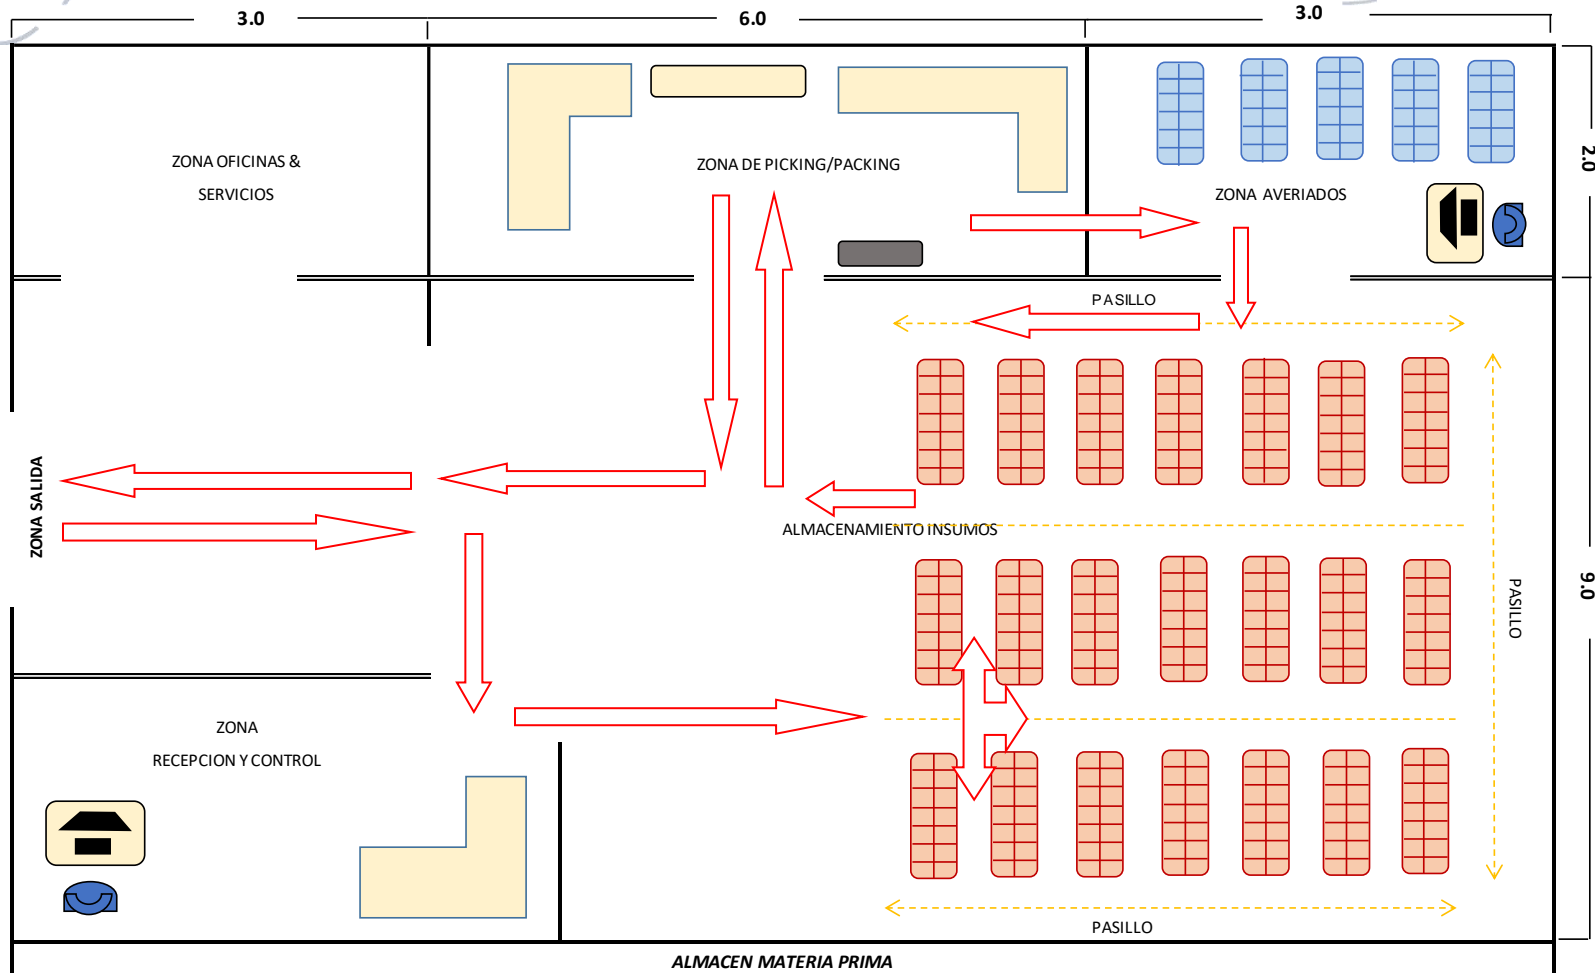 3.0
6.0
3.0
2.0
ZONA OFICINAS &
SERVICIOS
ZONA DE PICKING/PACKING
ZONA AVERIADOS
PASILLO
ZONA SALIDA
ALMACENAMIENTO INSUMOS
PASILLO
9.0
ZONA
RECEPCION Y CONTROL
PASILLO
ALMACEN MATERIA PRIMA